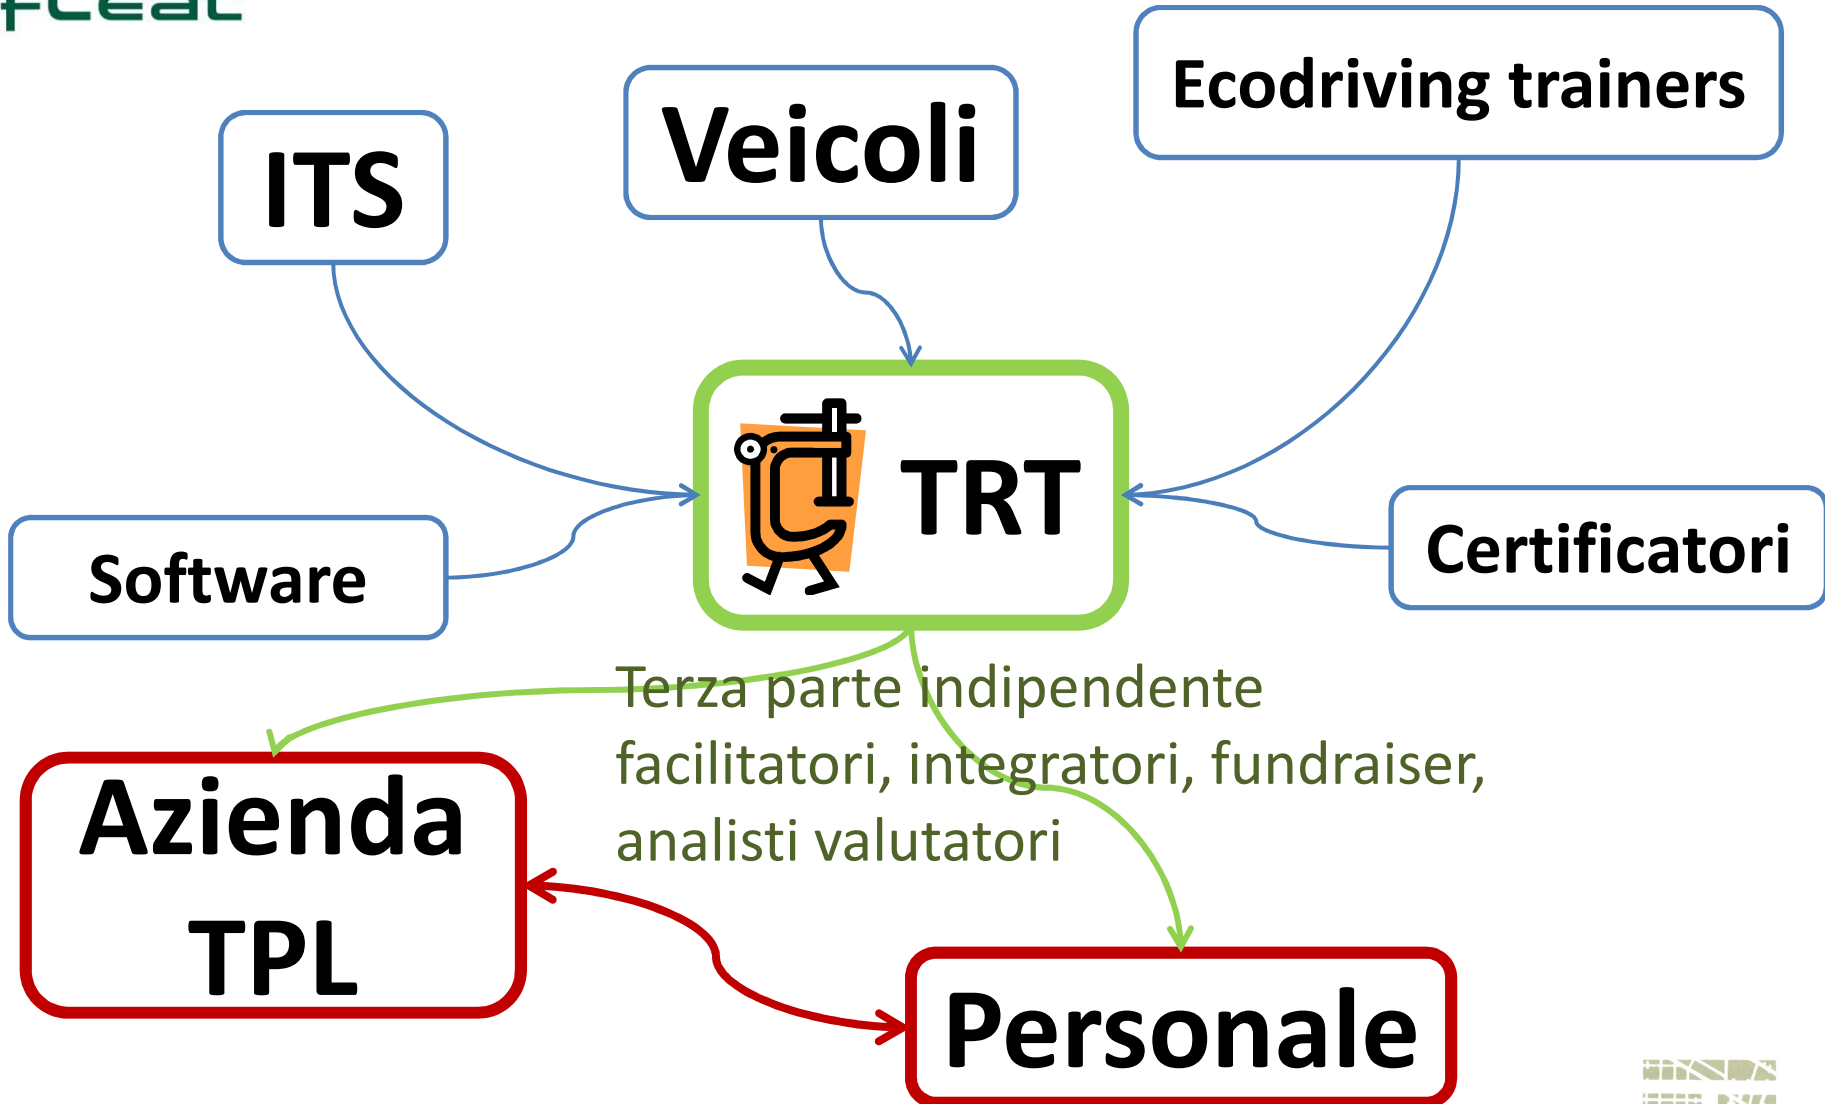 Ecodriving trainers
Veicoli
ITS
TRT
Software
Certificatori
Terza parte indipendente
facilitatori, integratori, fundraiser,
analisti valutatori
Azienda
TPL
Personale